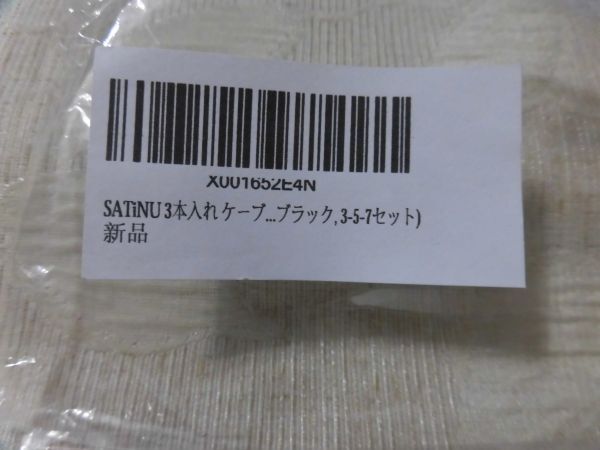 X001652E4N
SATiNU 3本入れ ケーブ...ブラック, 3-5-7セット)
新品